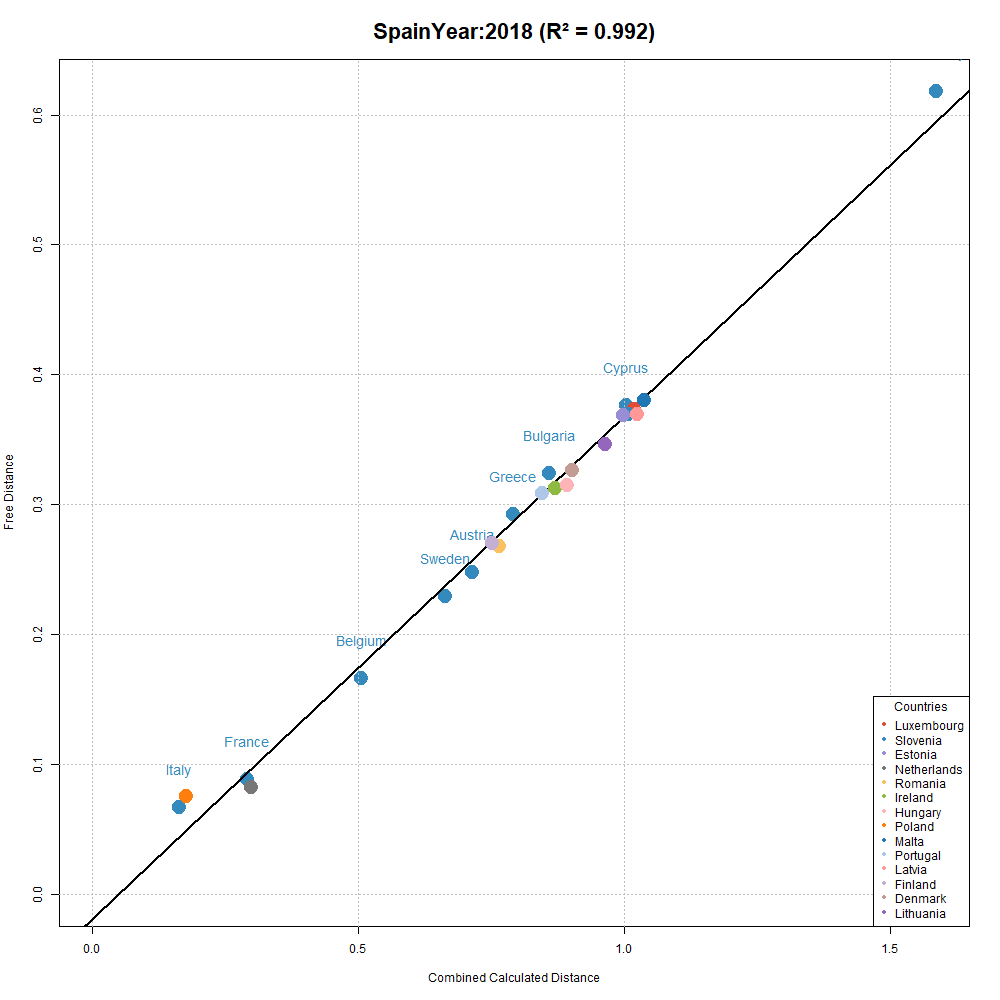 SpainYear:2018 (R² = 0.992)
Free Distance
0.6
0.5
0.4
0.3
0.2
0.1
0.0
Cyprus
Bulgaria
Greece
Austria
Sweden
Belgium
France
Italy
Countries
Luxembourg
Slovenia
Estonia
Netherlands
Romania
Ireland
Hungary
Poland
Malta
Portugal
Latvia
Finland
Denmark
Lithuania
0.0 0.5 1.0 1.5
Combined Calculated Distance